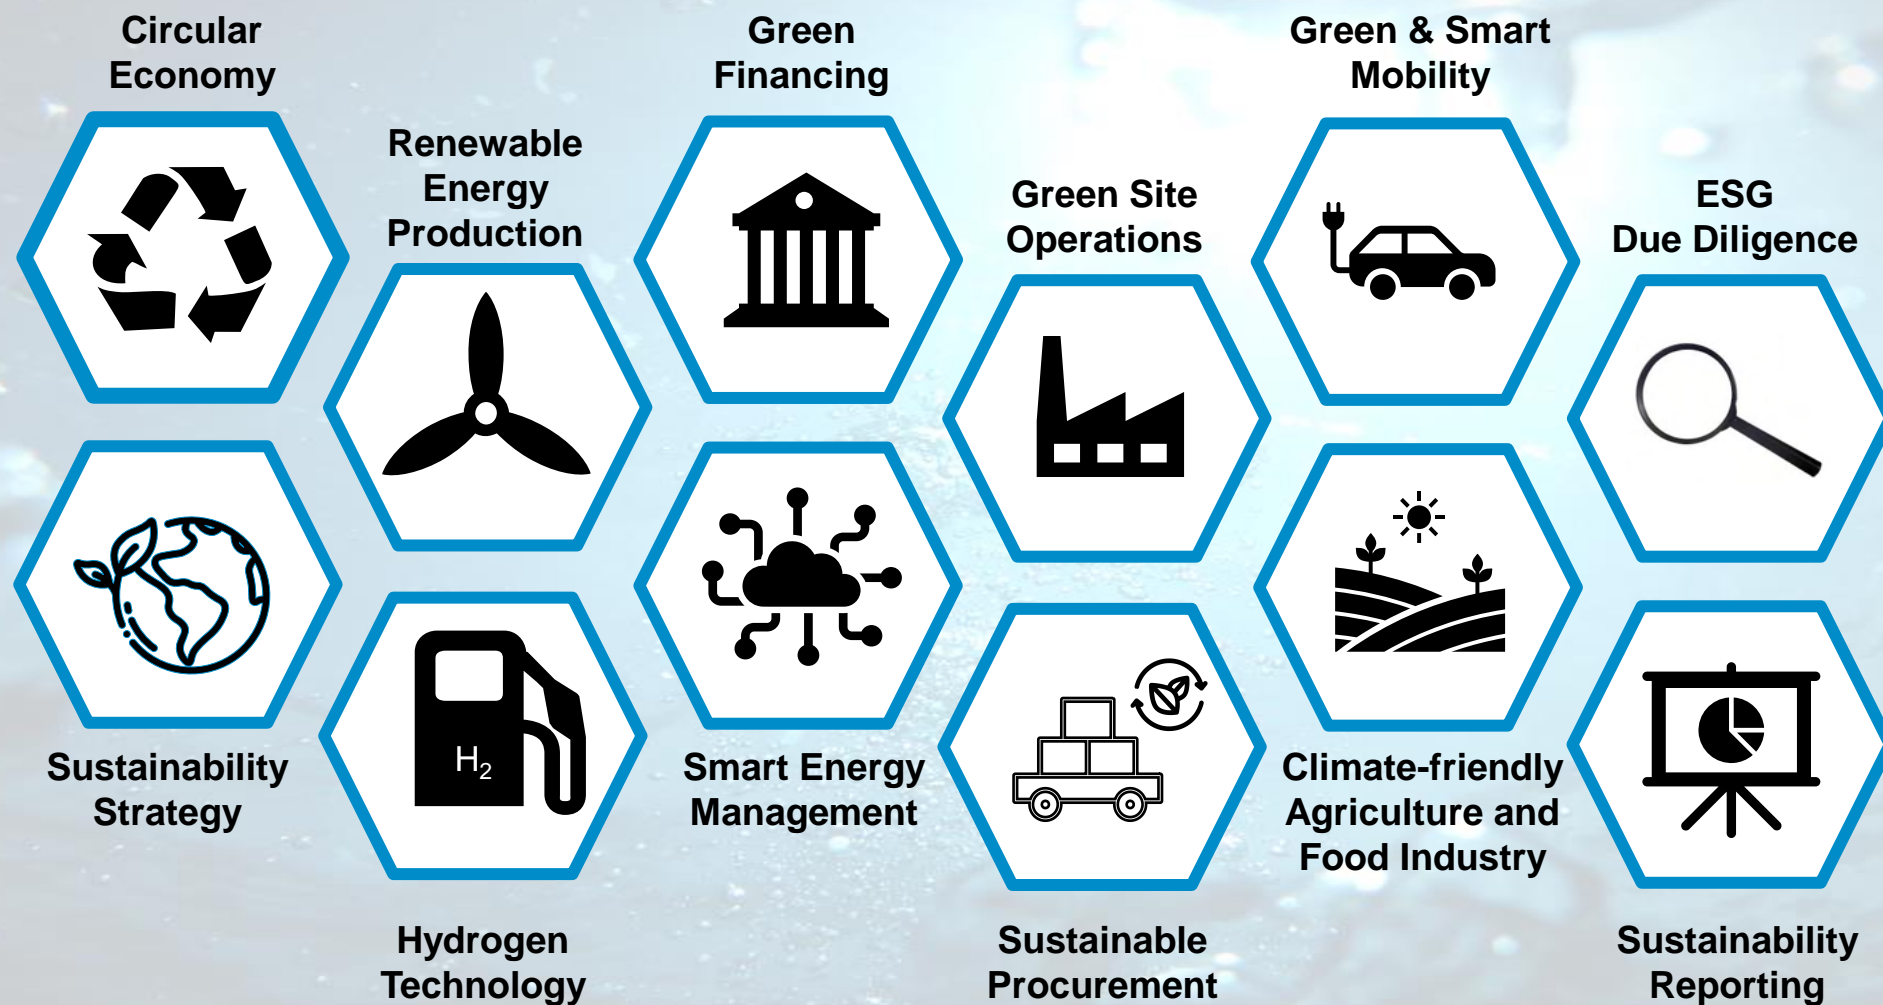 Circular
Economy
Green
Financing
Green & Smart
Mobility
Renewable
Energy
Production
Green Site
Operations
ESG
Due Diligence
H₂
Sustainability
Strategy
Smart Energy
Management
Climate-friendly
Agriculture and
Food Industry
Hydrogen
Technology
Sustainable
Procurement
Sustainability
Reporting